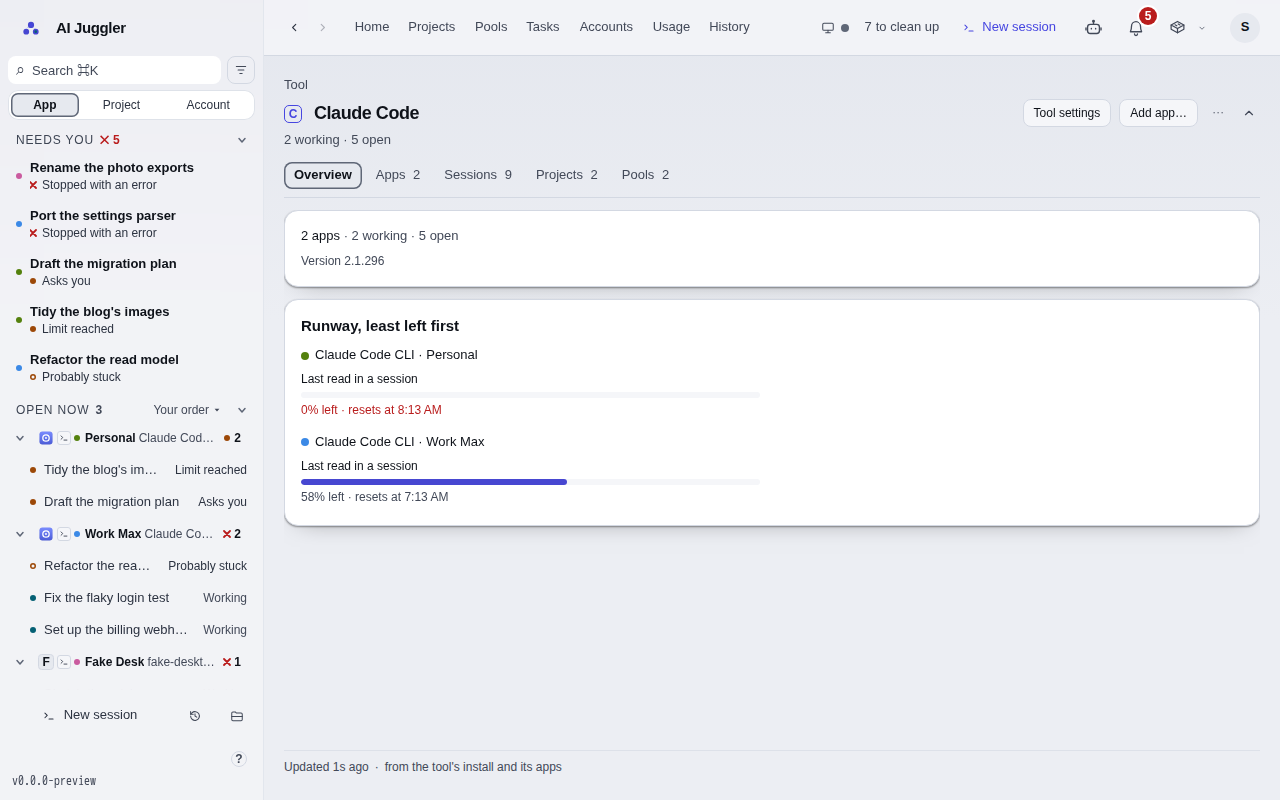 AI Juggler
Search ⌘K
App Project Account
NEEDS YOU 5
Rename the photo exports
Stopped with an error
Port the settings parser
Stopped with an error
Draft the migration plan
Asks you
Tidy the blog's images
Limit reached
Refactor the read model
Probably stuck
OPEN NOW 3 Your order
Personal Claude Cod… 2
Tidy the blog's im… Limit reached
Draft the migration plan Asks you
Work Max Claude Co… 2
Refactor the rea… Probably stuck
Fix the flaky login test Working
Set up the billing webh… Working
F Fake Desk fake-deskt… 1
New session
?
v0.0.0-preview
Home Projects Pools Tasks Accounts Usage History 7 to clean up New session 5 S
Tool
C Claude Code Tool settings Add app… ···
2 working · 5 open
Overview Apps 2 Sessions 9 Projects 2 Pools 2
2 apps · 2 working · 5 open
Version 2.1.296
Runway, least left first
Claude Code CLI · Personal
Last read in a session
0% left · resets at 8:13 AM
Claude Code CLI · Work Max
Last read in a session
58% left · resets at 7:13 AM
Updated 1s ago · from the tool's install and its apps